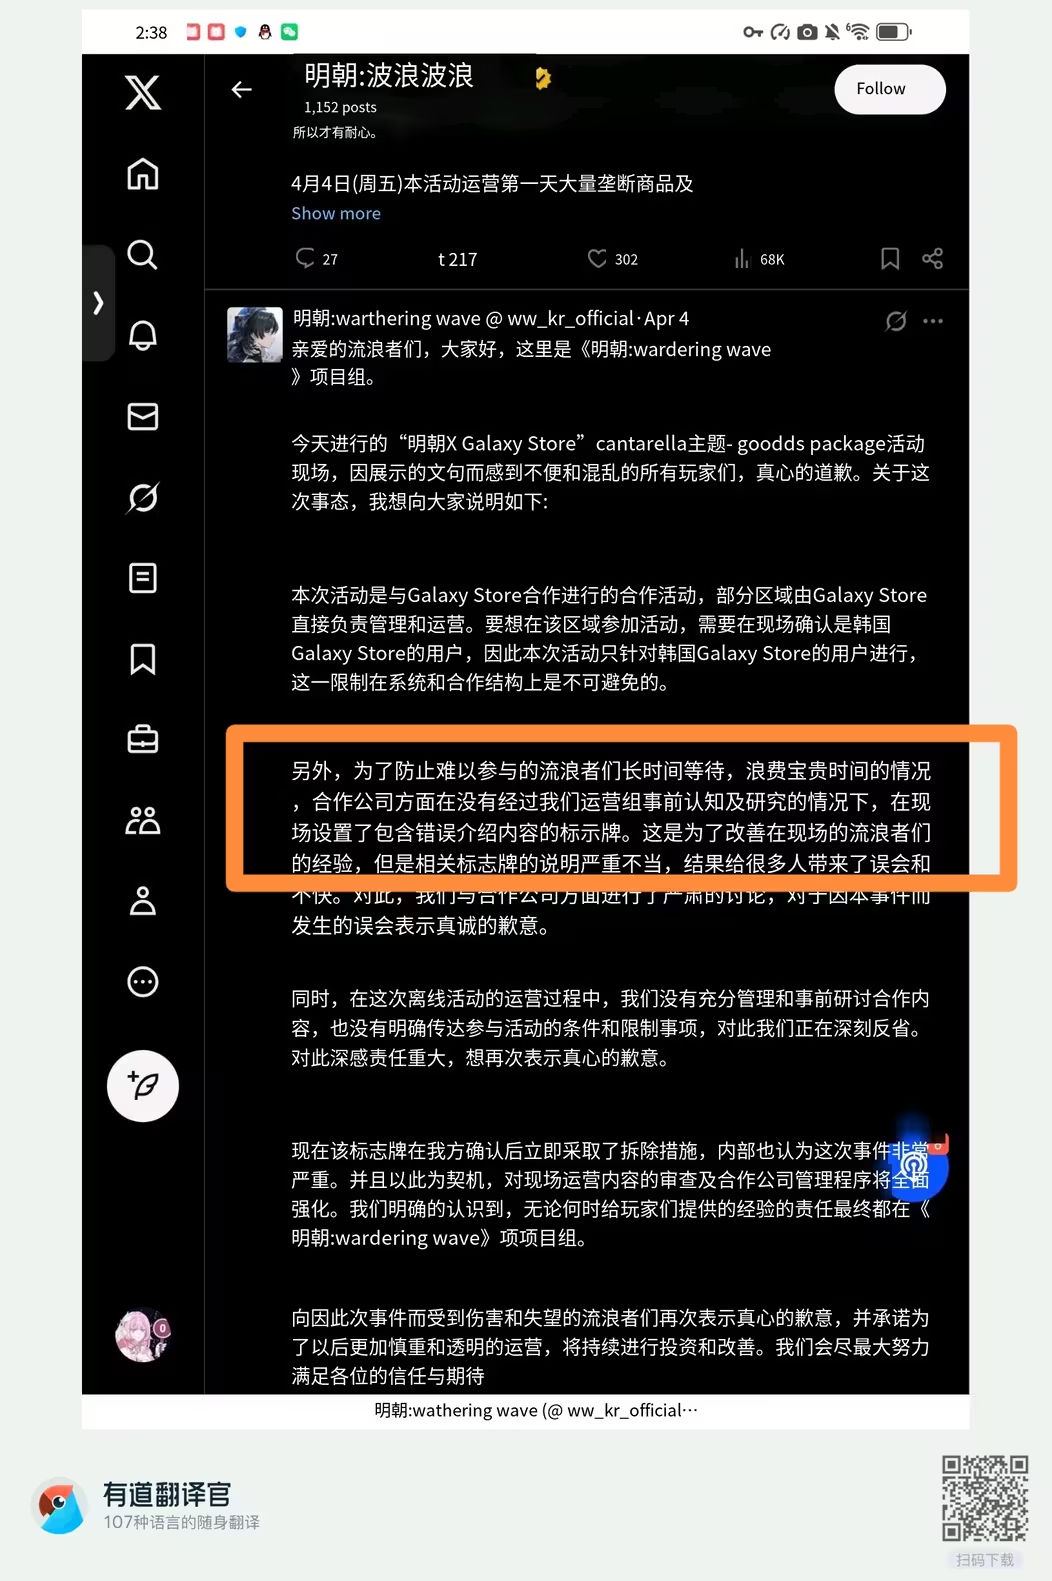 2:38
明朝:波浪波浪
Follow
1,152 posts
所以才有耐心。
4月4日(周五)本活动运营第一天大量垄断商品及
Show more
27 t 217 302 68K
明朝:warthering wave @ ww_kr_official·Apr 4
亲爱的流浪者们，大家好，这里是《明朝:wardering wave
》项目组。
今天进行的“明朝X Galaxy Store”cantarella主题- goodds package活动
现场，因展示的文句而感到不便和混乱的所有玩家们，真心的道歉。关于这
次事态，我想向大家说明如下:
本次活动是与Galaxy Store合作进行的合作活动，部分区域由Galaxy Store
直接负责管理和运营。要想在该区域参加活动，需要在现场确认是韩国
Galaxy Store的用户，因此本次活动只针对韩国Galaxy Store的用户进行，
这一限制在系统和合作结构上是不可避免的。
另外，为了防止难以参与的流浪者们长时间等待，浪费宝贵时间的情况
，合作公司方面在没有经过我们运营组事前认知及研究的情况下，在现
场设置了包含错误介绍内容的标示牌。这是为了改善在现场的流浪者们
的经验，但是相关标志牌的说明严重不当，结果给很多人带来了误会和
不快。对此，我们与合作公司方面进行了严肃的讨论，对于因本事件而
发生的误会表示真诚的歉意。
同时，在这次离线活动的运营过程中，我们没有充分管理和事前研讨合作内
容，也没有明确传达参与活动的条件和限制事项，对此我们正在深刻反省。
对此深感责任重大，想再次表示真心的歉意。
现在该标志牌在我方确认后立即采取了拆除措施，内部也认为这次事件非常
严重。并且以此为契机，对现场运营内容的审查及合作公司管理程序将全面
强化。我们明确的认识到，无论何时给玩家们提供的经验的责任最终都在《
明朝:wardering wave》项项目组。
向因此次事件而受到伤害和失望的流浪者们再次表示真心的歉意，并承诺为
了以后更加慎重和透明的运营，将持续进行投资和改善。我们会尽最大努力
满足各位的信任与期待
明朝:wathering wave (@ ww_kr_official…
有道翻译官
107种语言的随身翻译
扫码下载